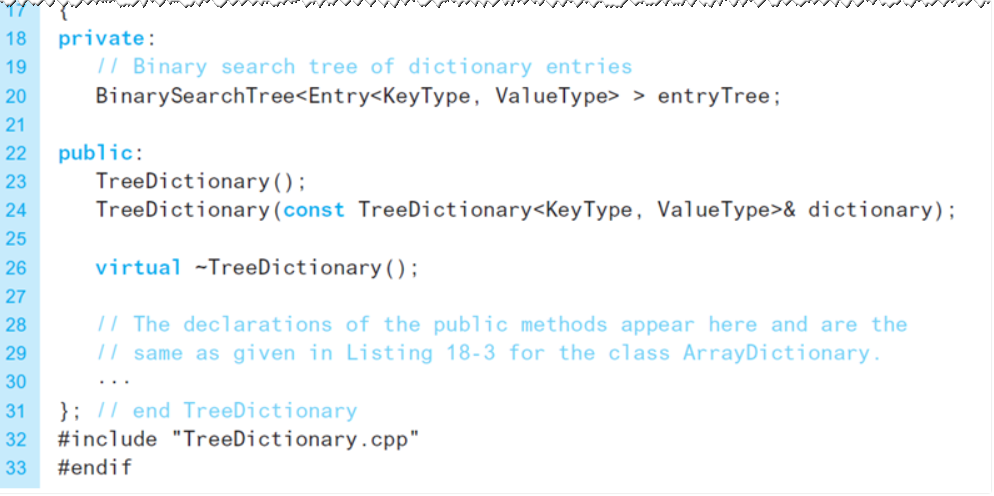 17 {
18 private:
19 // Binary search tree of dictionary entries
20 BinarySearchTree<Entry<KeyType, ValueType> > entryTree;
21
22 public:
23 TreeDictionary();
24 TreeDictionary(const TreeDictionary<KeyType, ValueType>& dictionary);
25
26 virtual ~TreeDictionary();
27
28 // The declarations of the public methods appear here and are the
29 // same as given in Listing 18-3 for the class ArrayDictionary.
30 ...
31 }; // end TreeDictionary
32 #include "TreeDictionary.cpp"
33 #endif